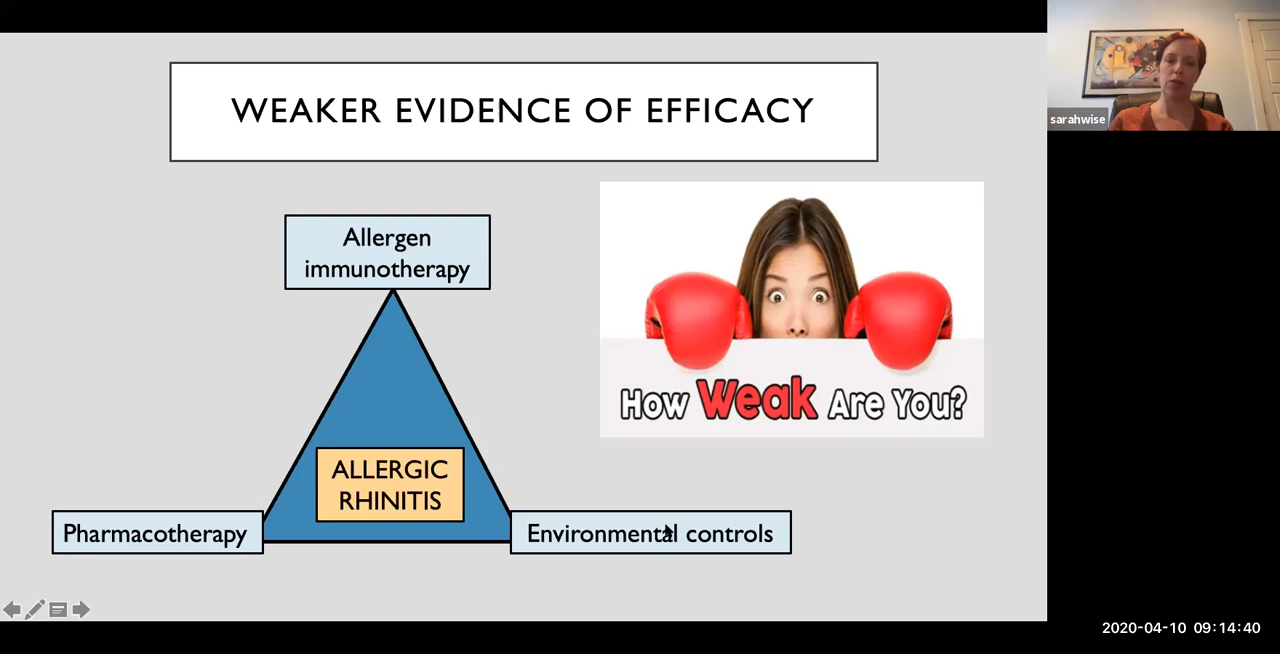 WEAKER EVIDENCE OF EFFICACY
sarahwise
Allergen
immunotherapy
How Weak Are You?
ALLERGIC
RHINITIS
Pharmacotherapy
Environmental controls
2020-04-10 09:14:40